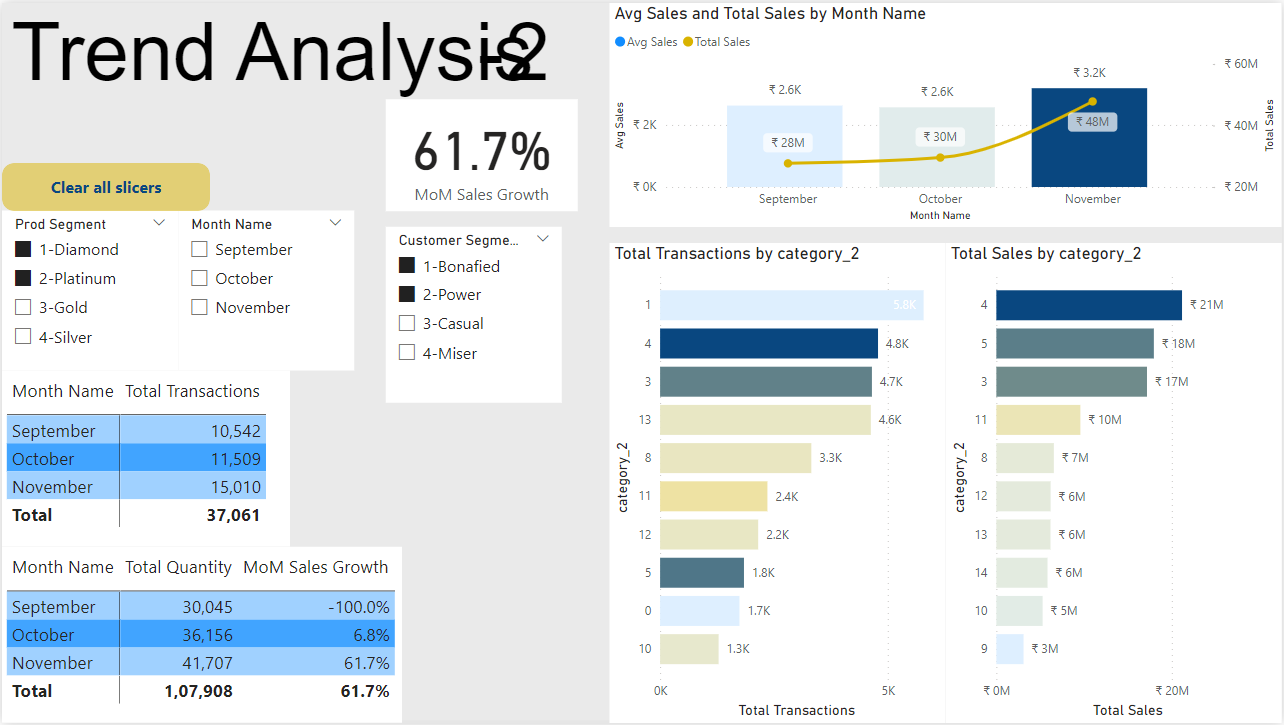 Trend Analysis-2
61.7%
MoM Sales Growth
Clear all slicers
Prod Segment
1-Diamond
2-Platinum
3-Gold
4-Silver
Month Name
September
October
November
Customer Segme...
1-Bonafied
2-Power
3-Casual
4-Miser
Month Name Total Transactions
September 10,542
October 11,509
November 15,010
Total 37,061
Month Name Total Quantity MoM Sales Growth
September 30,045 -100.0%
October 36,156 6.8%
November 41,707 61.7%
Total 1,07,908 61.7%
Avg Sales and Total Sales by Month Name
Avg Sales Total Sales
Avg Sales
₹ 2K
₹ 0K
₹ 2.6K
₹ 2.6K
₹ 3.2K
₹ 28M
₹ 30M
₹ 48M
₹ 60M
₹ 40M
₹ 20M
Total Sales
September October November
Month Name
Total Transactions by category_2
category_2
1 5.8K
4 4.8K
3 4.7K
13 4.6K
8 3.3K
11 2.4K
12 2.2K
5 1.8K
0 1.7K
10 1.3K
0K 5K
Total Transactions
Total Sales by category_2
category_2
4 ₹ 21M
5 ₹ 18M
3 ₹ 17M
11 ₹ 10M
8 ₹ 7M
12 ₹ 6M
13 ₹ 6M
14 ₹ 6M
10 ₹ 5M
9 ₹ 3M
₹ 0M ₹ 20M
Total Sales